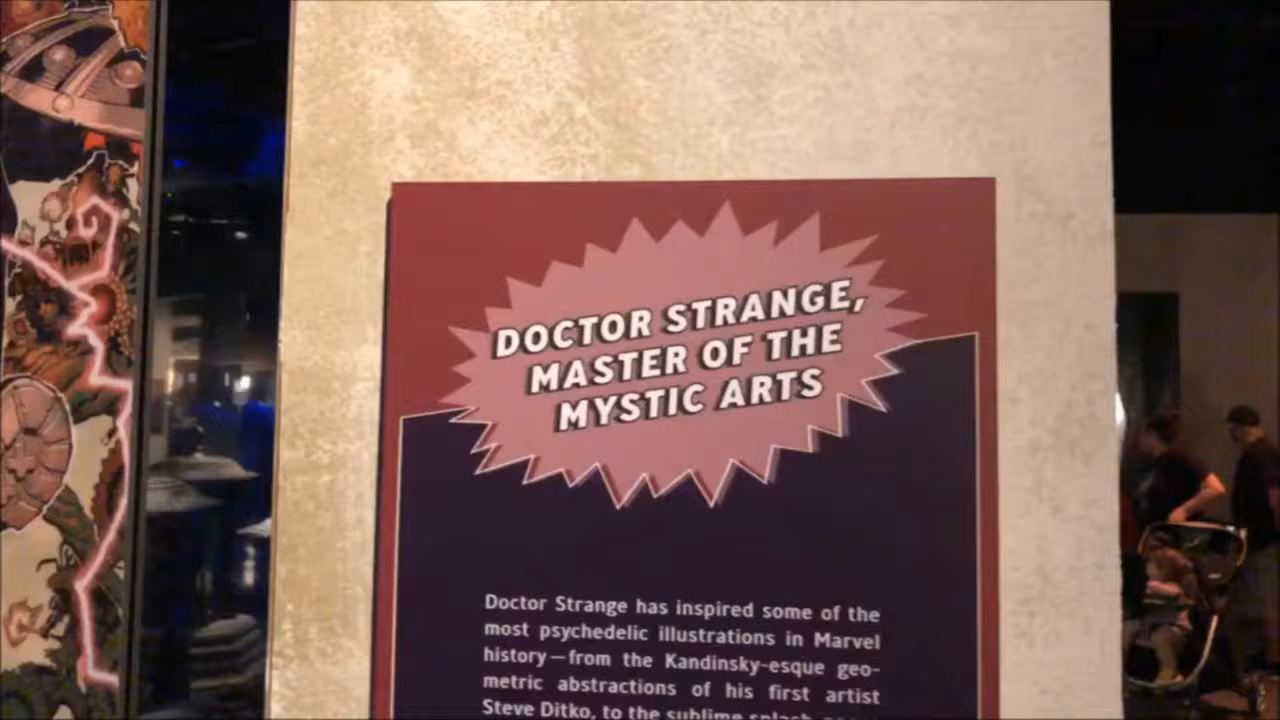 DOCTOR STRANGE,
MASTER OF THE
MYSTIC ARTS
Doctor Strange has inspired some of the
most psychedelic illustrations in Marvel
history—from the Kandinsky-esque geo-
metric abstractions of his first artist
Steve Ditko, to the sublime splash